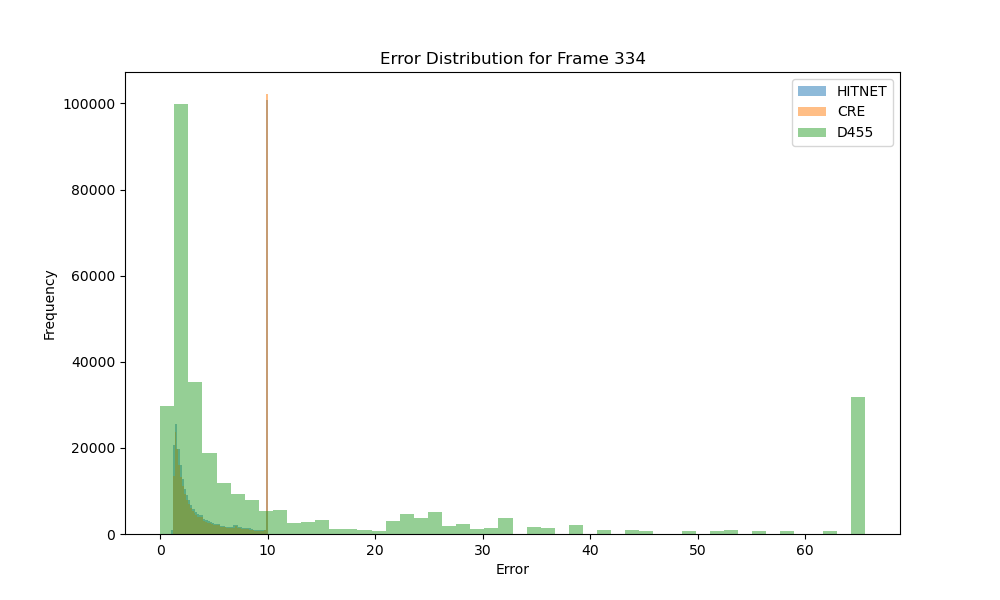 Error Distribution for Frame 334
HITNET
CRE
D455
100000
80000
60000
40000
20000
0
Frequency
0 10 20 30 40 50 60
Error